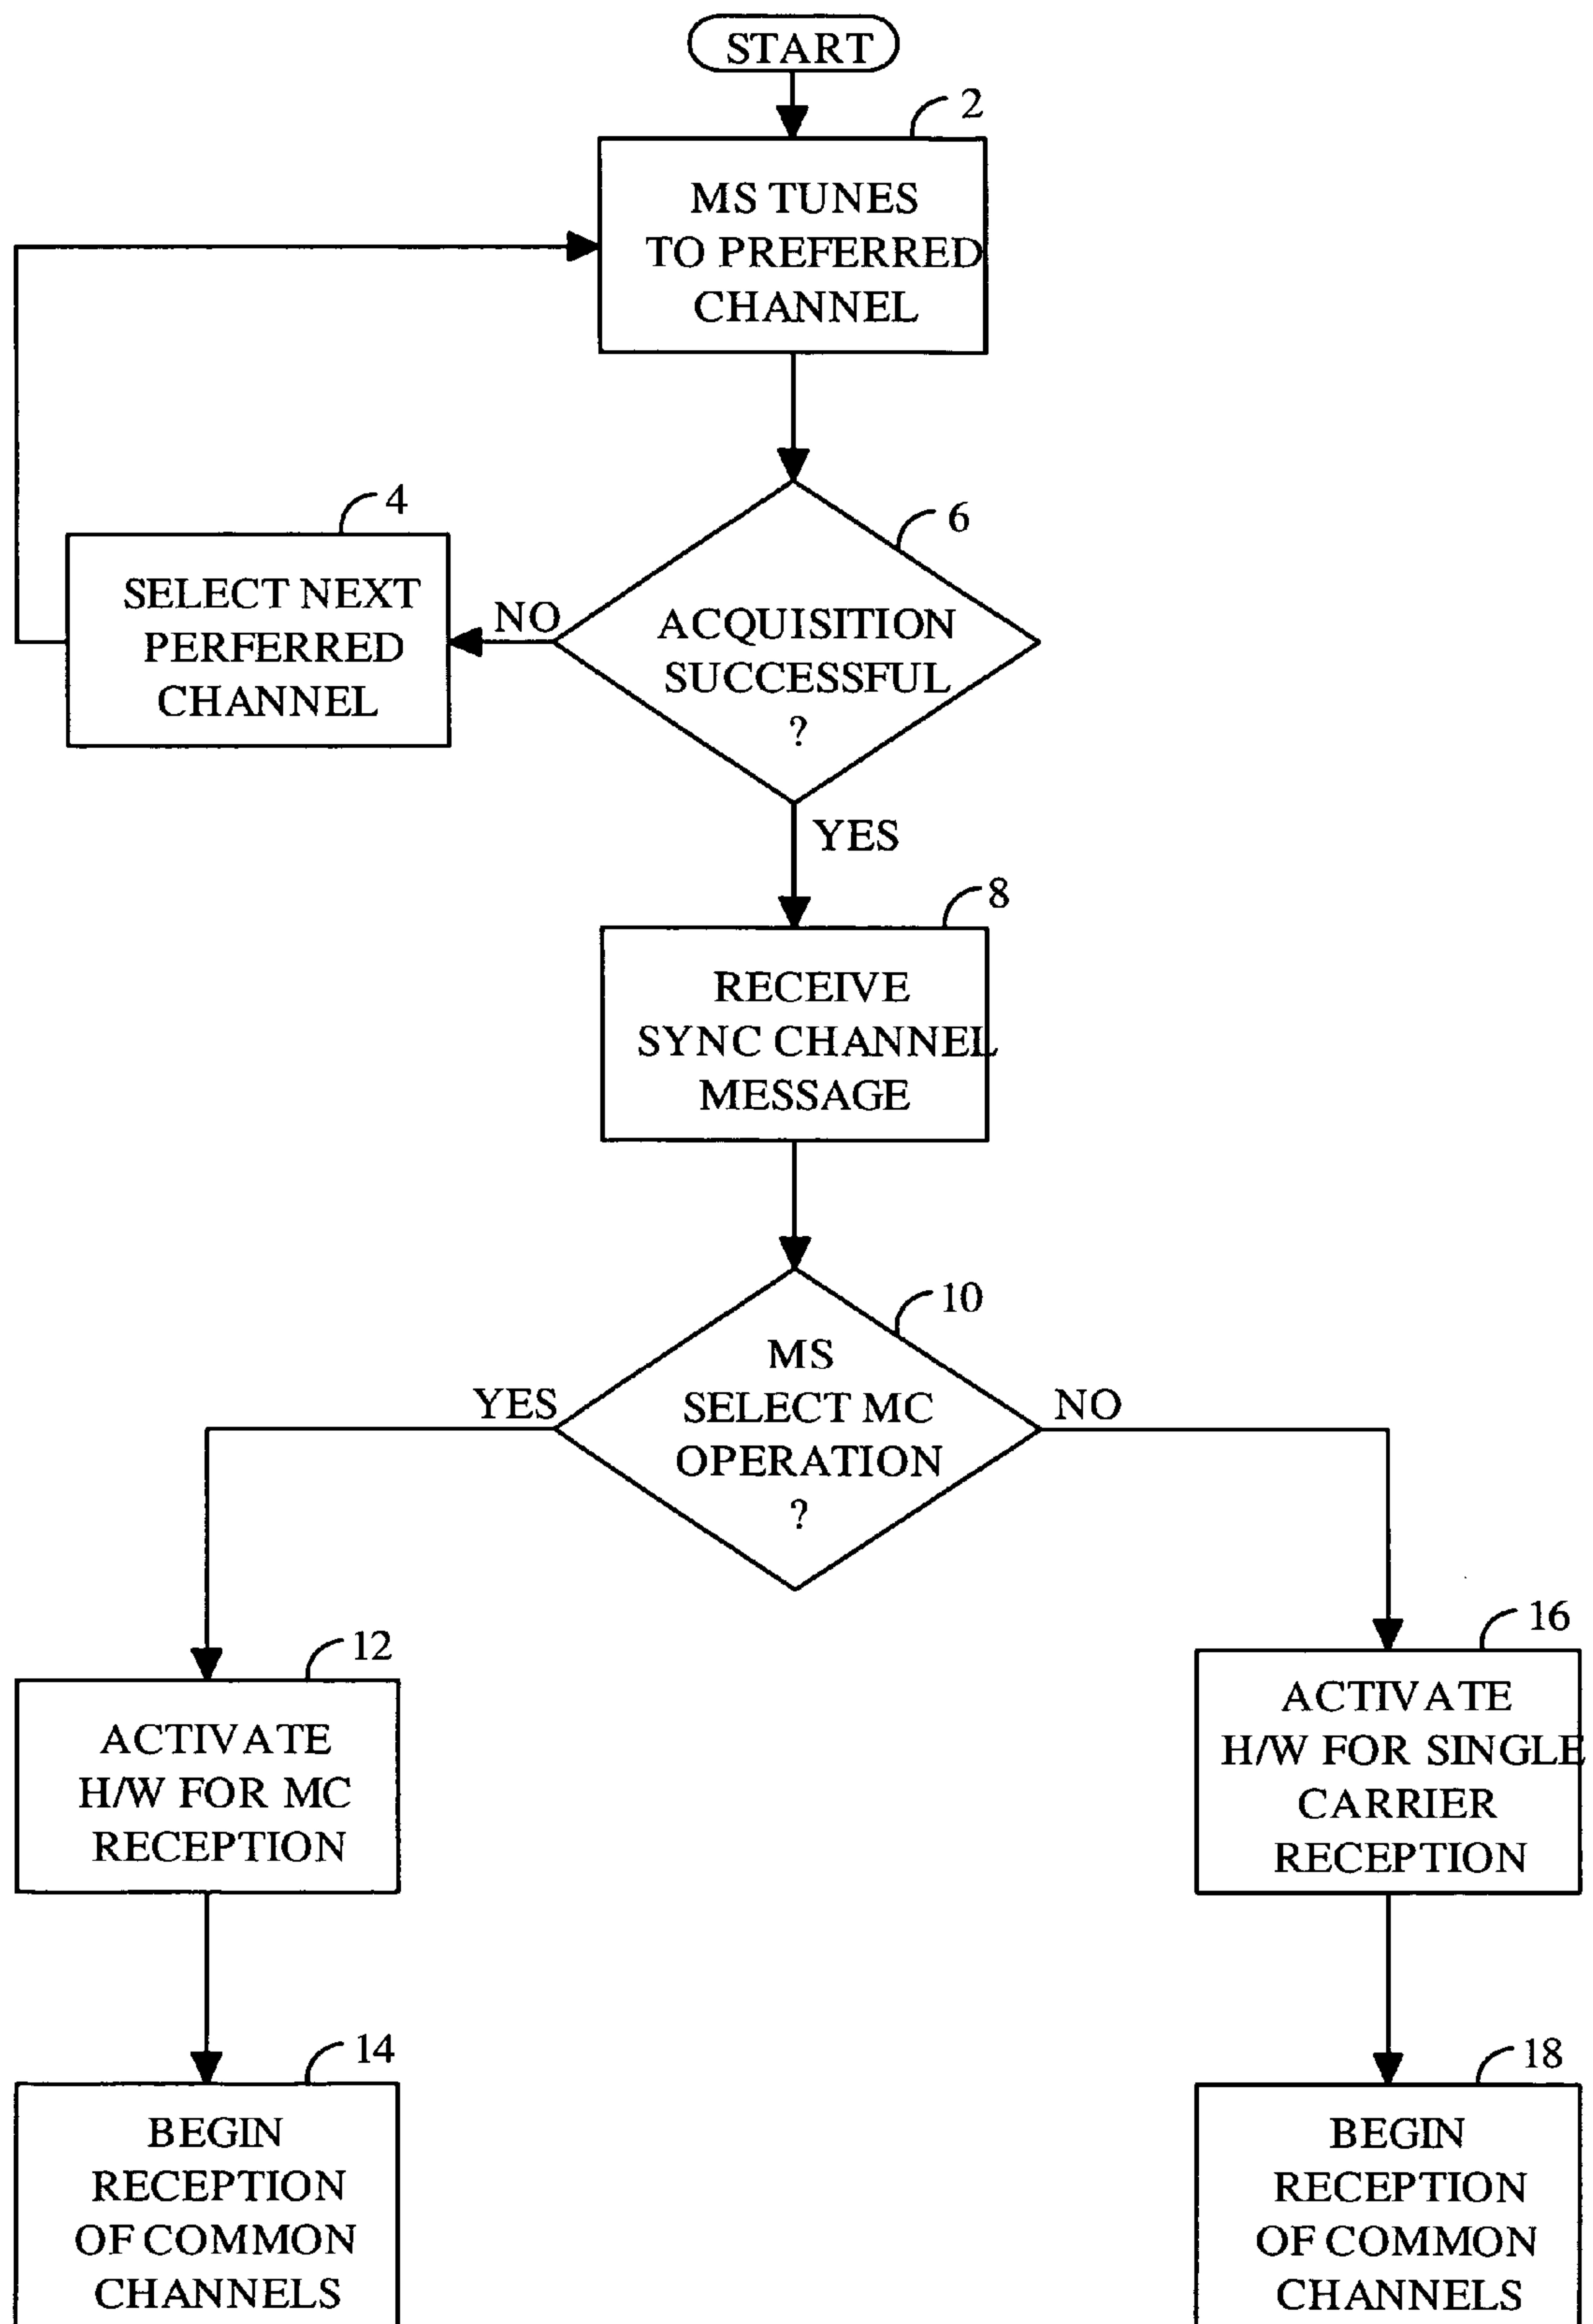 START
2
MS TUNES
TO PREFERRED
CHANNEL
4
SELECT NEXT
PERFERRED
CHANNEL
NO
6
ACQUISITION
SUCCESSFUL
?
YES
8
RECEIVE
SYNC CHANNEL
MESSAGE
10
MS
SELECT MC
OPERATION
?
YES
NO
12
ACTIVATE
H/W FOR MC
RECEPTION
16
ACTIVATE
H/W FOR SINGLE
CARRIER
RECEPTION
14
BEGIN
RECEPTION
OF COMMON
CHANNELS
18
BEGIN
RECEPTION
OF COMMON
CHANNELS